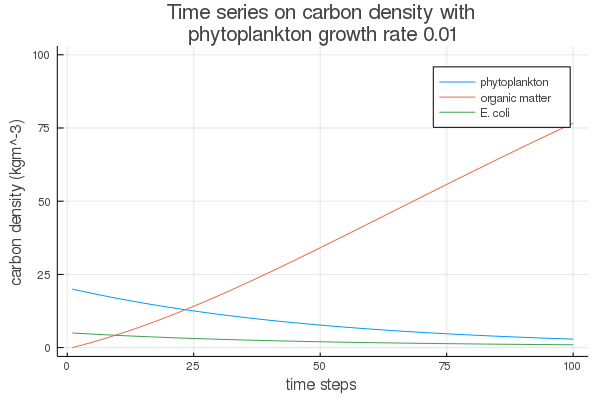 Time series on carbon density with
phytoplankton growth rate 0.01
100
75
50
25
0
carbon density (kgm^-3)
phytoplankton
organic matter
E. coli
0
25
50
75
100
time steps